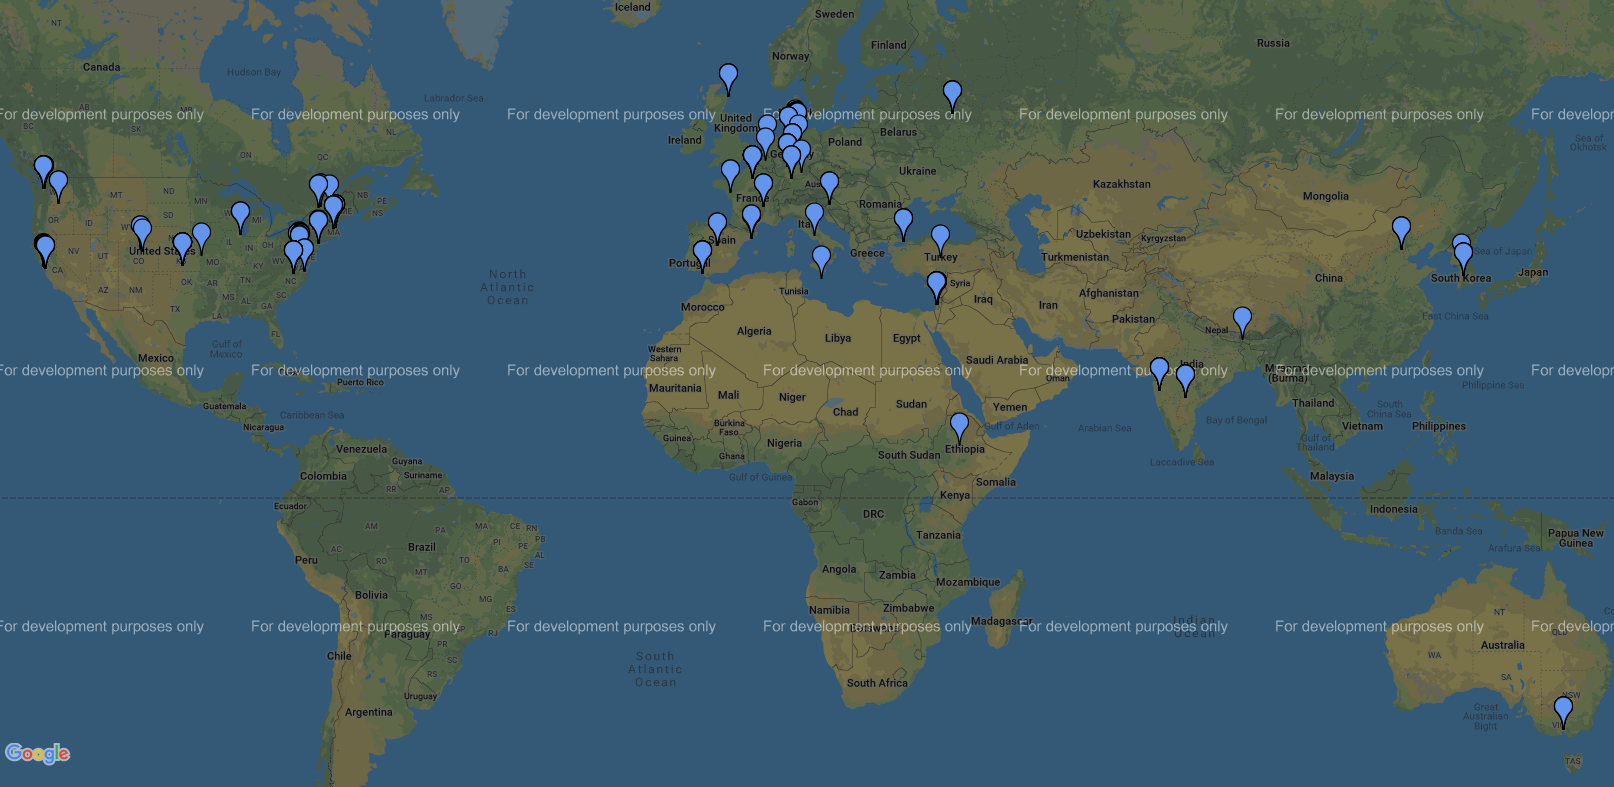 Iceland
Sweden
Finland
Norway
Russia
Canada
Hudson Bay
Labrador Sea
NT
AB
MB
SK
BC
ON
QC
NL
NB
PE
NS
For development purposes only For development purposes only For development purposes only For development purposes only For development purposes only For development purposes only For develop
United
Kingdom
Ireland
Belarus
Poland
Ukraine
Sea of
Okhotsk
Kazakhstan
Mongolia
France
Romania
Italy
Spain
Portugal
Greece
Turkey
Uzbekistan
Kyrgyzstan
Turkmenistan
Sea of Japan
South Korea
Japan
China
MT
ND
SD
OR
ID
NV
UT
CO
CA
AZ
NM
OK
AR
TX
LA
MS
AL
GA
NC
TN
KY
IL
IN
OH
MI
IA
MA
FL
United States
North
Atlantic
Ocean
Tunisia
Syria
Iraq
Iran
Afghanistan
Pakistan
Morocco
Algeria
Libya
Egypt
Nepal
East China Sea
Gulf of
Mexico
Mexico
Western
Sahara
Saudi Arabia
India
For development purposes only For development purposes only For development purposes only For development purposes only For development purposes only For development purposes only For develop
Puerto Rico
Mauritania
Mali
Niger
Chad
Sudan
Oman
Yemen
(Burma)
Thailand
Vietnam
Philippines
Philippine Sea
South
China Sea
Guatemala
Nicaragua
Caribbean Sea
Burkina
Faso
Guinea
Ghana
Nigeria
Gulf of Aden
Arabian Sea
Bay of Bengal
Gulf of
Thailand
Laccadive Sea
Venezuela
Guyana
Suriname
Colombia
South Sudan
Ethiopia
Somalia
Malaysia
Gulf of Guinea
Kenya
Gabon
DRC
Indonesia
Ecuador
RR
AP
AM
PA
MA
CE
RN
PB
PE
AL
SE
PI
TO
BA
AC
RO
MT
GO
MG
ES
MS
RJ
PR
SC
RS
Brazil
Peru
Bolivia
Tanzania
Banda Sea
Arafura Sea
Papua New
Guinea
Angola
Zambia
Mozambique
Namibia
Zimbabwe
Botswana
Madagascar
Indian
Ocean
For development purposes only For development purposes only For development purposes only For development purposes only For development purposes only For development purposes only For develop
Paraguay
Chile
South
Atlantic
Ocean
South Africa
Uruguay
Argentina
NT
QLD
Australia
WA
SA
NSW
Great
Australian
Bight
TAS
Google